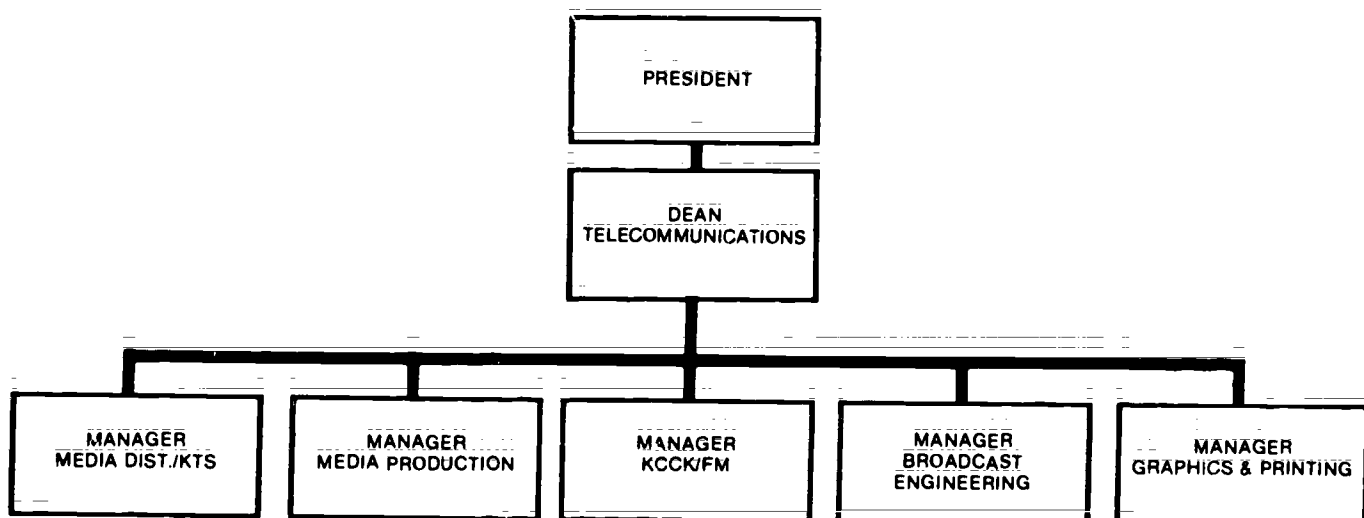 PRESIDENT
DEAN
TELECOMMUNICATIONS
MANAGER
MEDIA DIST./KTS
MANAGER
MEDIA PRODUCTION
MANAGER
KCCK/FM
MANAGER
BROADCAST
ENGINEERING
MANAGER
GRAPHICS & PRINTING